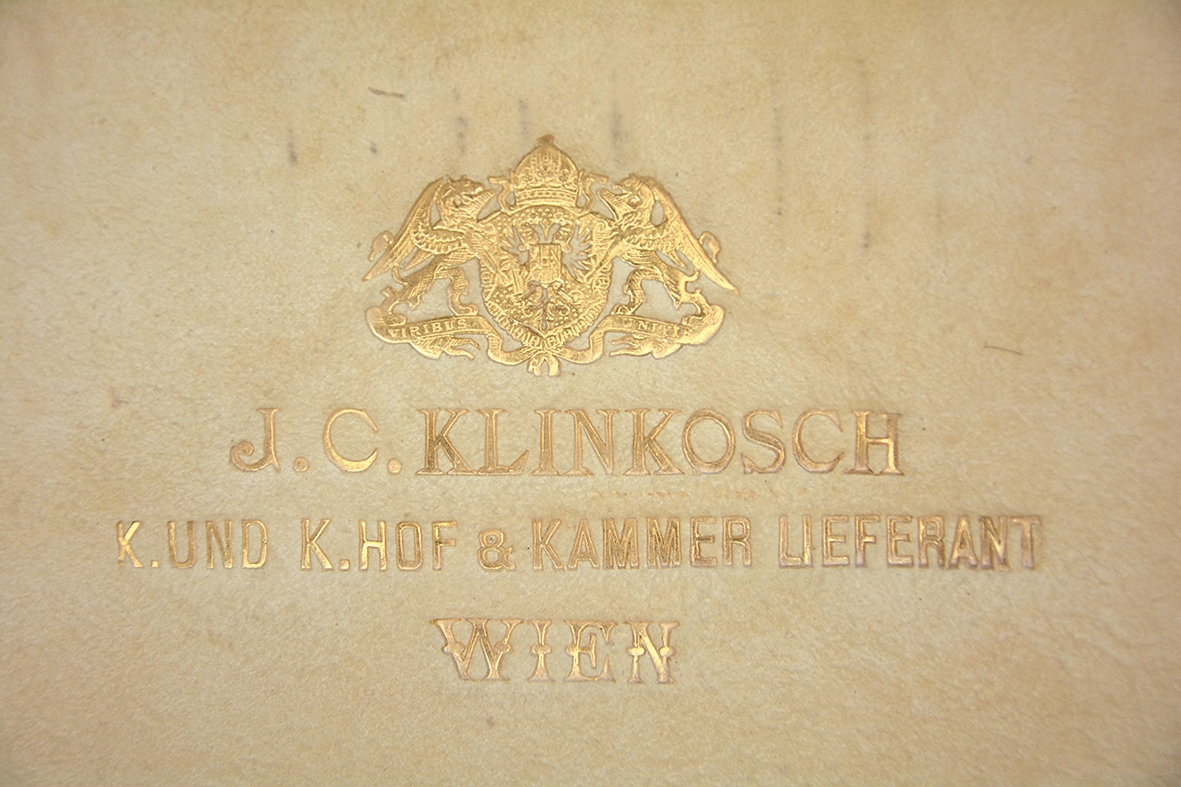 VIRIBUS UNITIS
J. C. KLINKOSCH
K. UND K. HOF & KAMMER LIEFERANT
WIEN